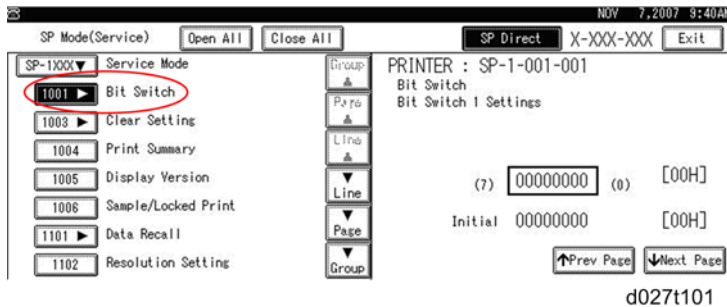 NOV 7,2007 9:40AM
SP Mode(Service) Open All Close All SP Direct X-XXX-XXX Exit
SP-1XXX▼ Service Mode
1001 ► Bit Switch
1003 ► Clear Setting
1004 Print Summary
1005 Display Version
1006 Sample/Locked Print
1101 ► Data Recall
1102 Resolution Setting
Group
Page
Line
▼ Line
▼ Page
▼ Group
PRINTER : SP-1-001-001
Bit Switch
Bit Switch 1 Settings
(7) 00000000 (0) [00H]
Initial 00000000 [00H]
↑Prev Page ↓Next Page
d027t101